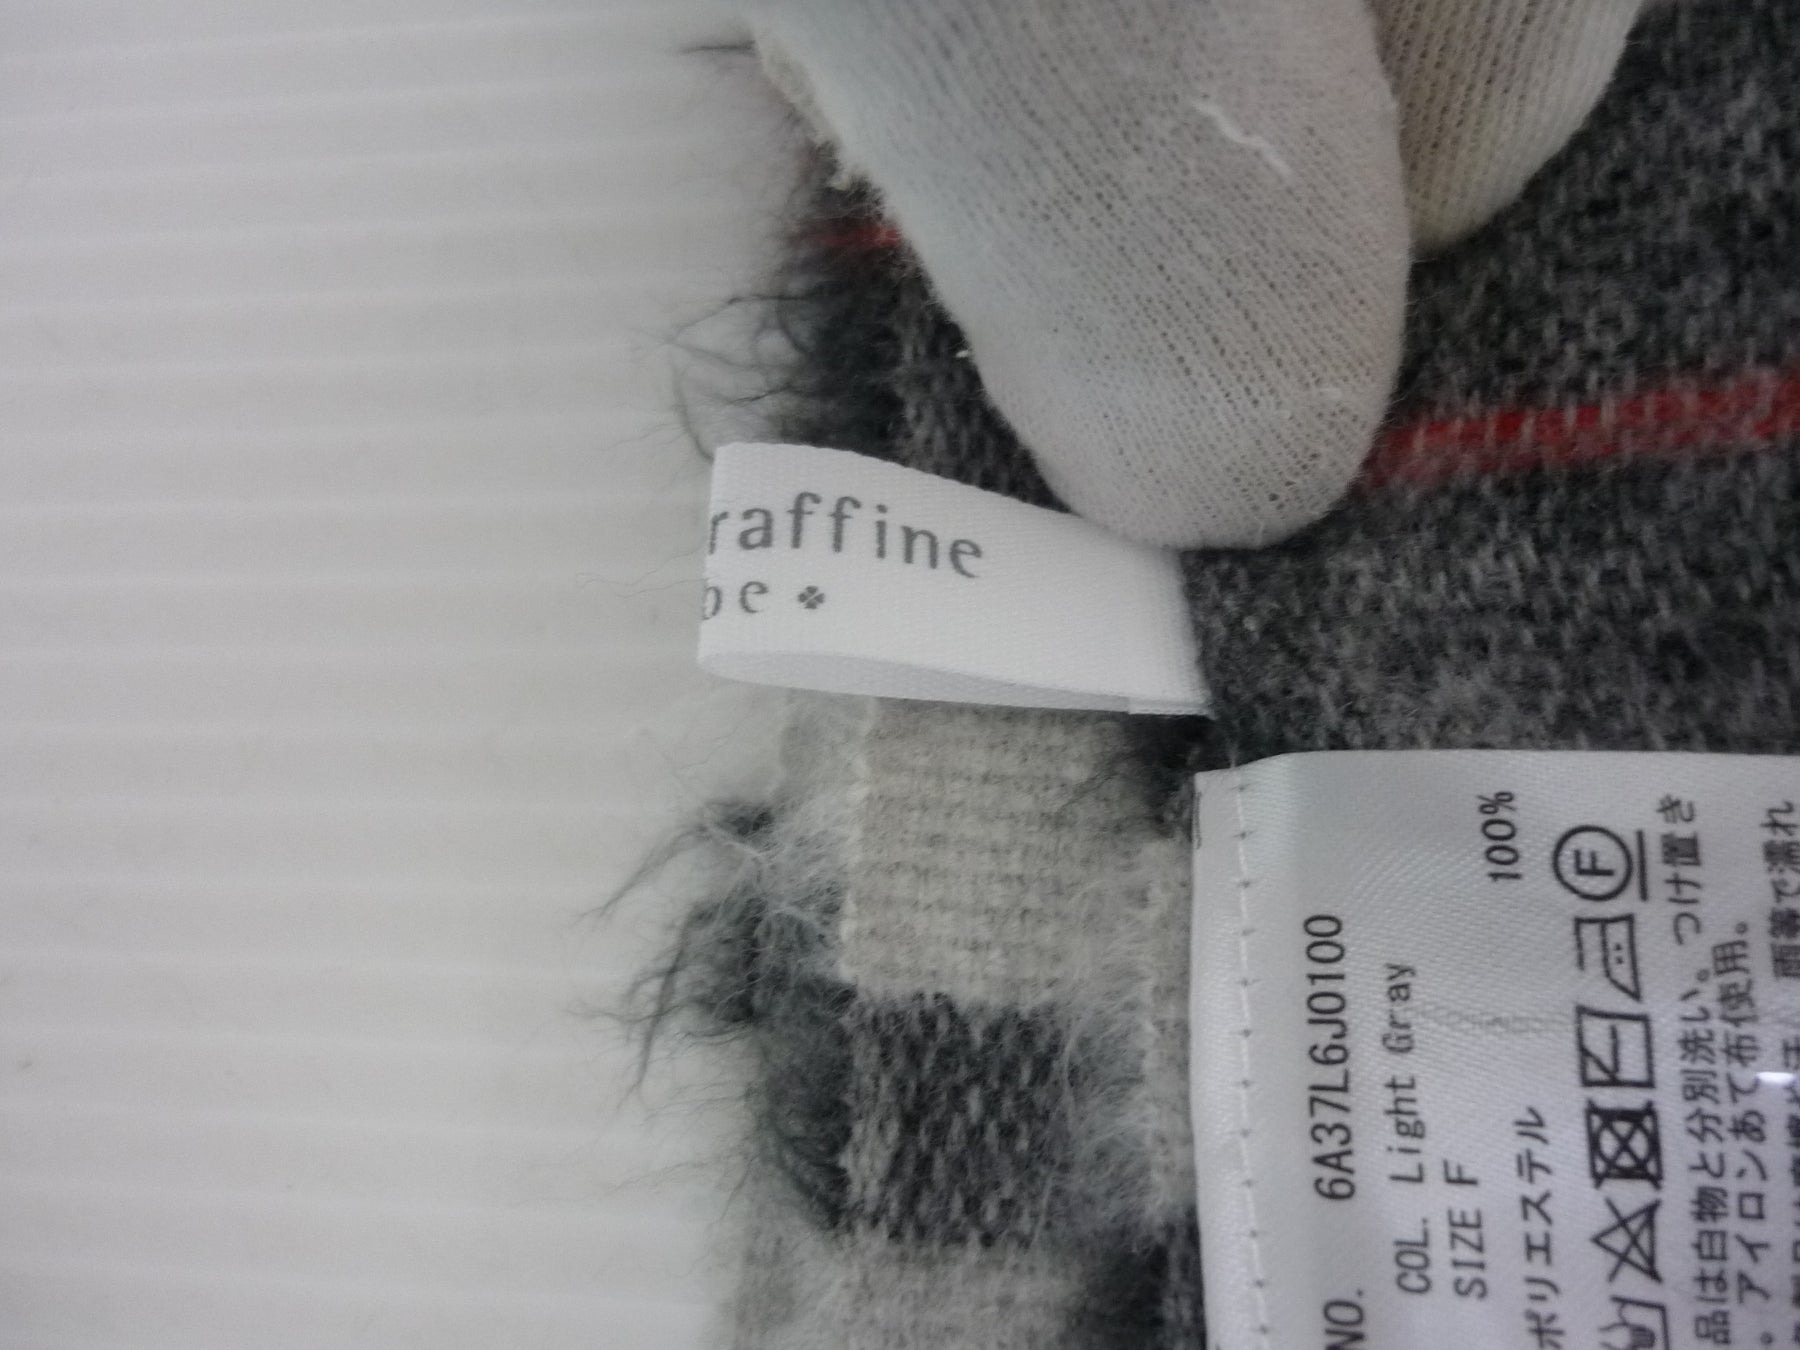 raffine
be
NO. 6A37L6J0100
COL. Light Gray
SIZE F
ポリエステル 100%
F
品は白物と分別洗い。つけ置き
。アイロンあて布使用。
雨等で濡れ